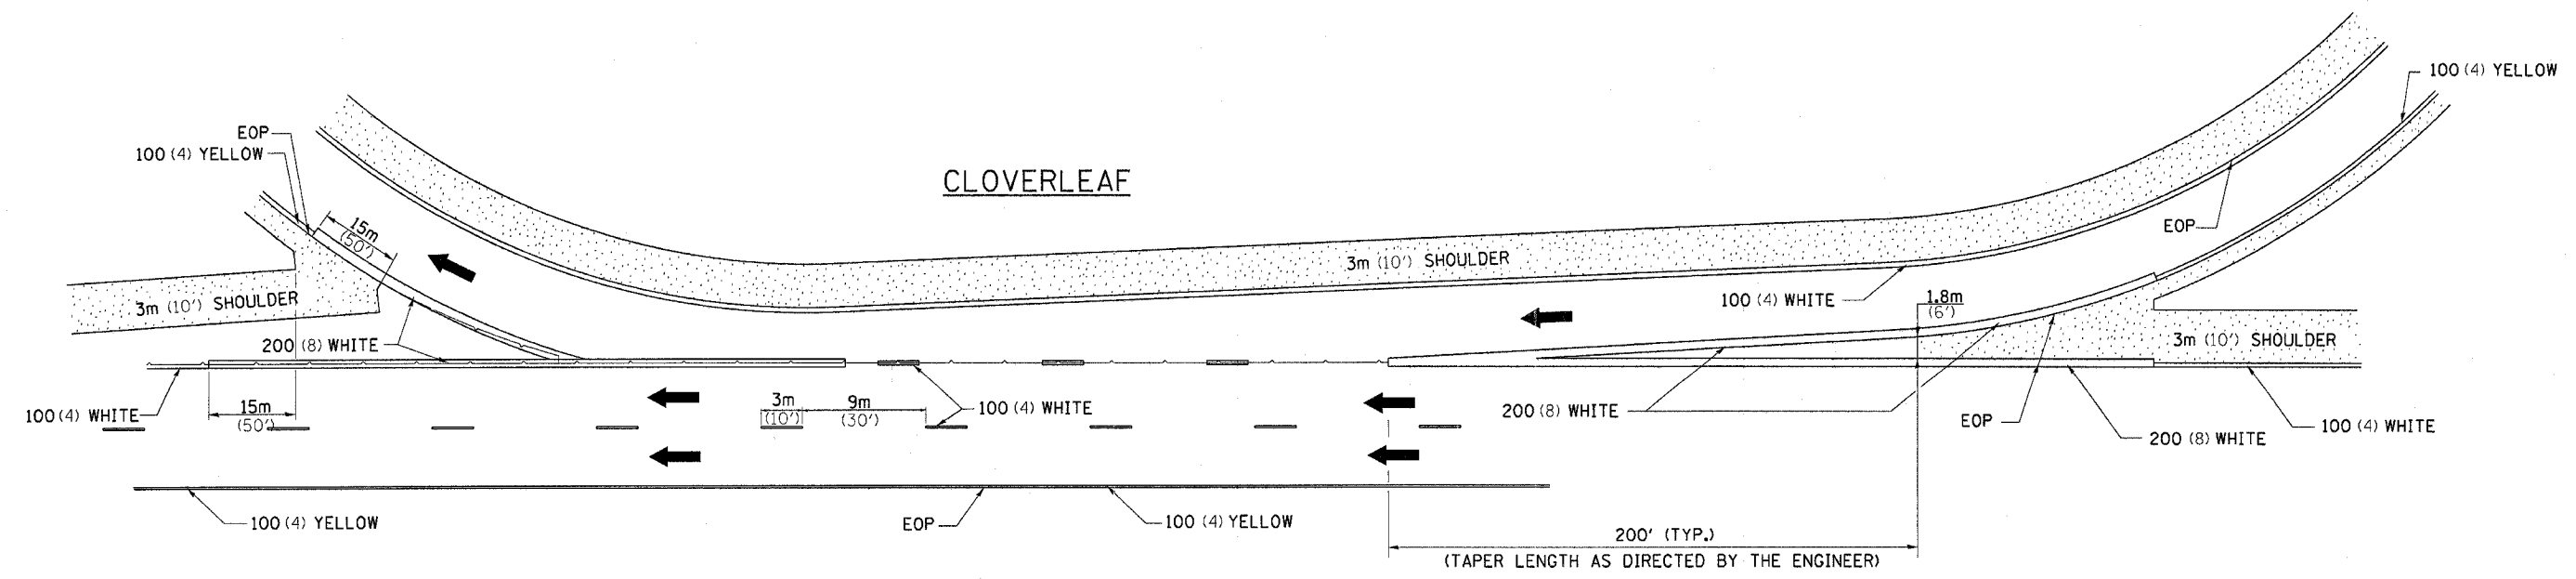 100 (4) YELLOW
EOP
100 (4) YELLOW
CLOVERLEAF
15m
(50')
EOP
3m (10') SHOULDER
3m (10') SHOULDER
100 (4) WHITE
1.8m
(6')
200 (8) WHITE
3m (10') SHOULDER
100 (4) WHITE
15m
(50')
3m
(10')
9m
(30')
100 (4) WHITE
200 (8) WHITE
EOP
200 (8) WHITE
100 (4) WHITE
100 (4) YELLOW
EOP
100 (4) YELLOW
200' (TYP.)
(TAPER LENGTH AS DIRECTED BY THE ENGINEER)